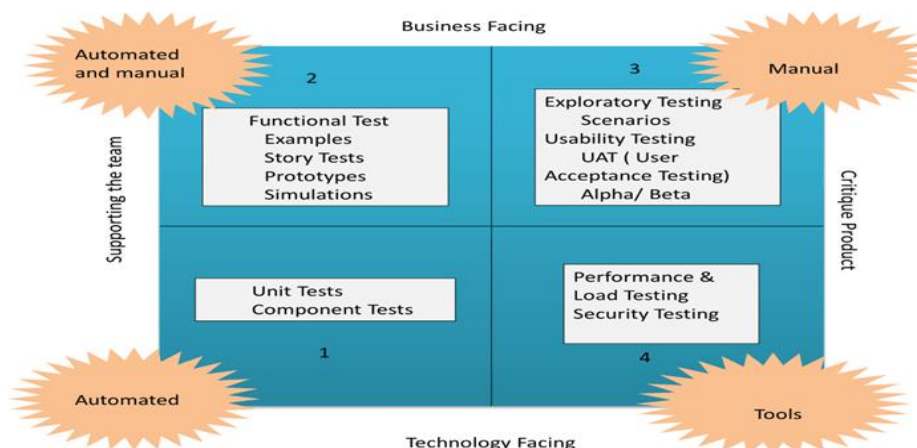 Business Facing
Automated
and manual
2
3
Manual
Functional Test
Examples
Story Tests
Prototypes
Simulations
Exploratory Testing
Scenarios
Usability Testing
UAT ( User
Acceptance Testing)
Alpha/ Beta
Supporting the team
Critique Product
Unit Tests
Component Tests
1
Performance &
Load Testing
Security Testing
4
Automated
Tools
Technology Facing